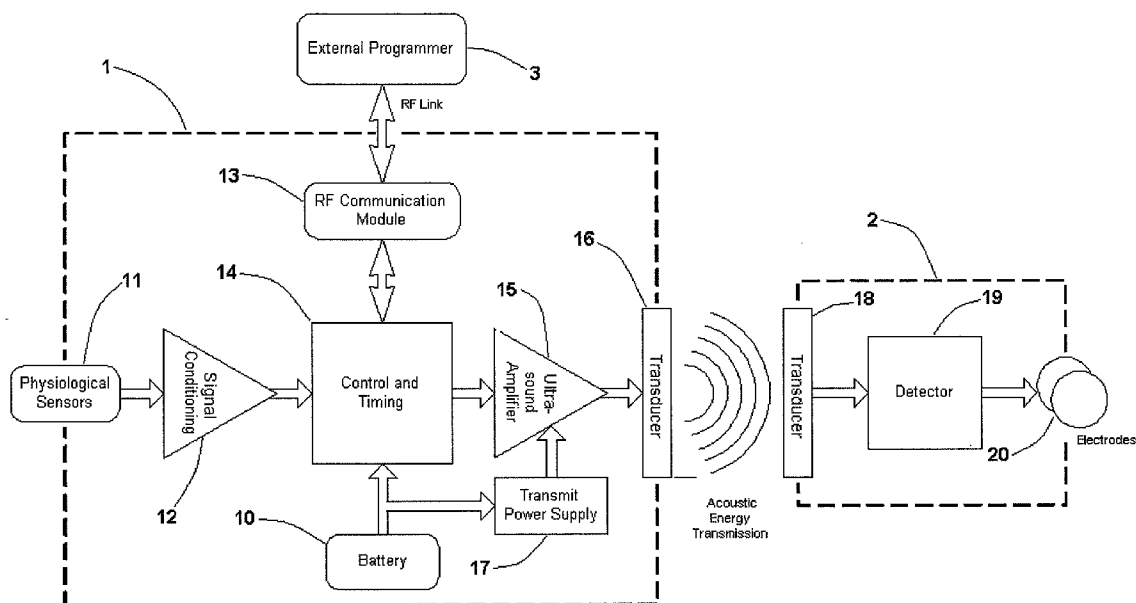 External Programmer
1
3
RF Link
13
RF Communication
Module
2
16
11
14
15
18
19
Physiological
Sensors
Signal
Conditioning
Control and
Timing
Ultra-
sound
Amplifier
Transducer
Transducer
Detector
20
Electrodes
12
10
Transmit
Power Supply
Acoustic
Energy
Transmission
Battery
17